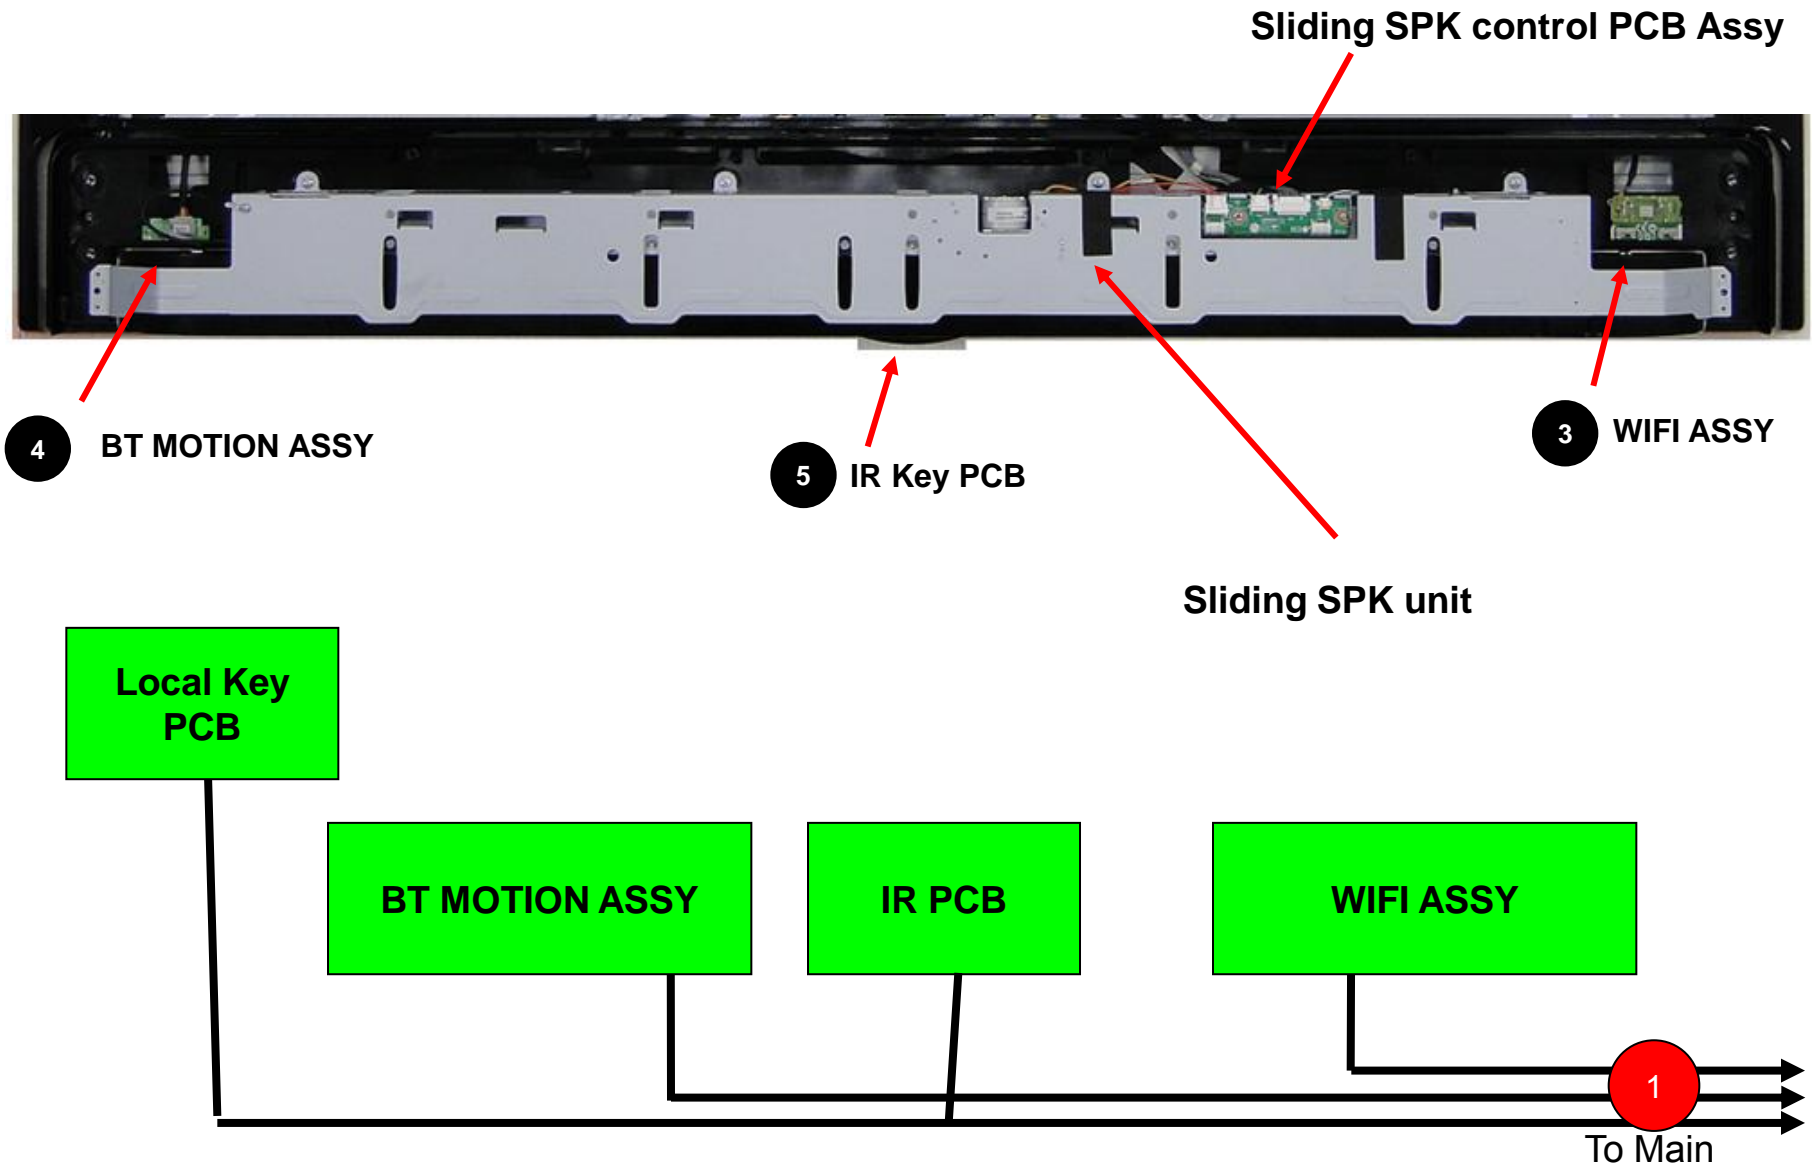 Sliding SPK control PCB Assy
4
BT MOTION ASSY
5
IR Key PCB
3
WIFI ASSY
Sliding SPK unit
Local Key
PCB
BT MOTION ASSY
IR PCB
WIFI ASSY
1
To Main